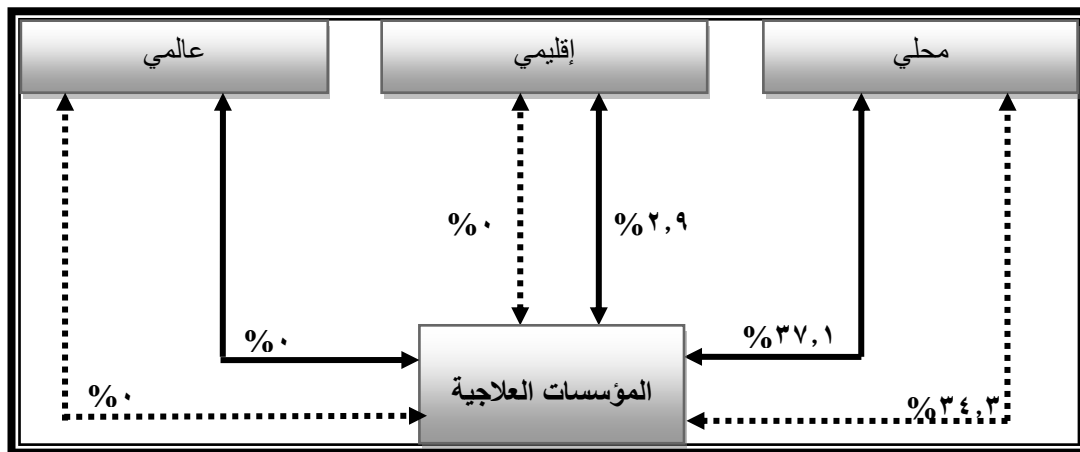 محلي
إقليمي
عالمي
%٢,٩
%٠
%٣٧,١
%٠
%٣٤,٣
%٠
المؤسسات العلاجية